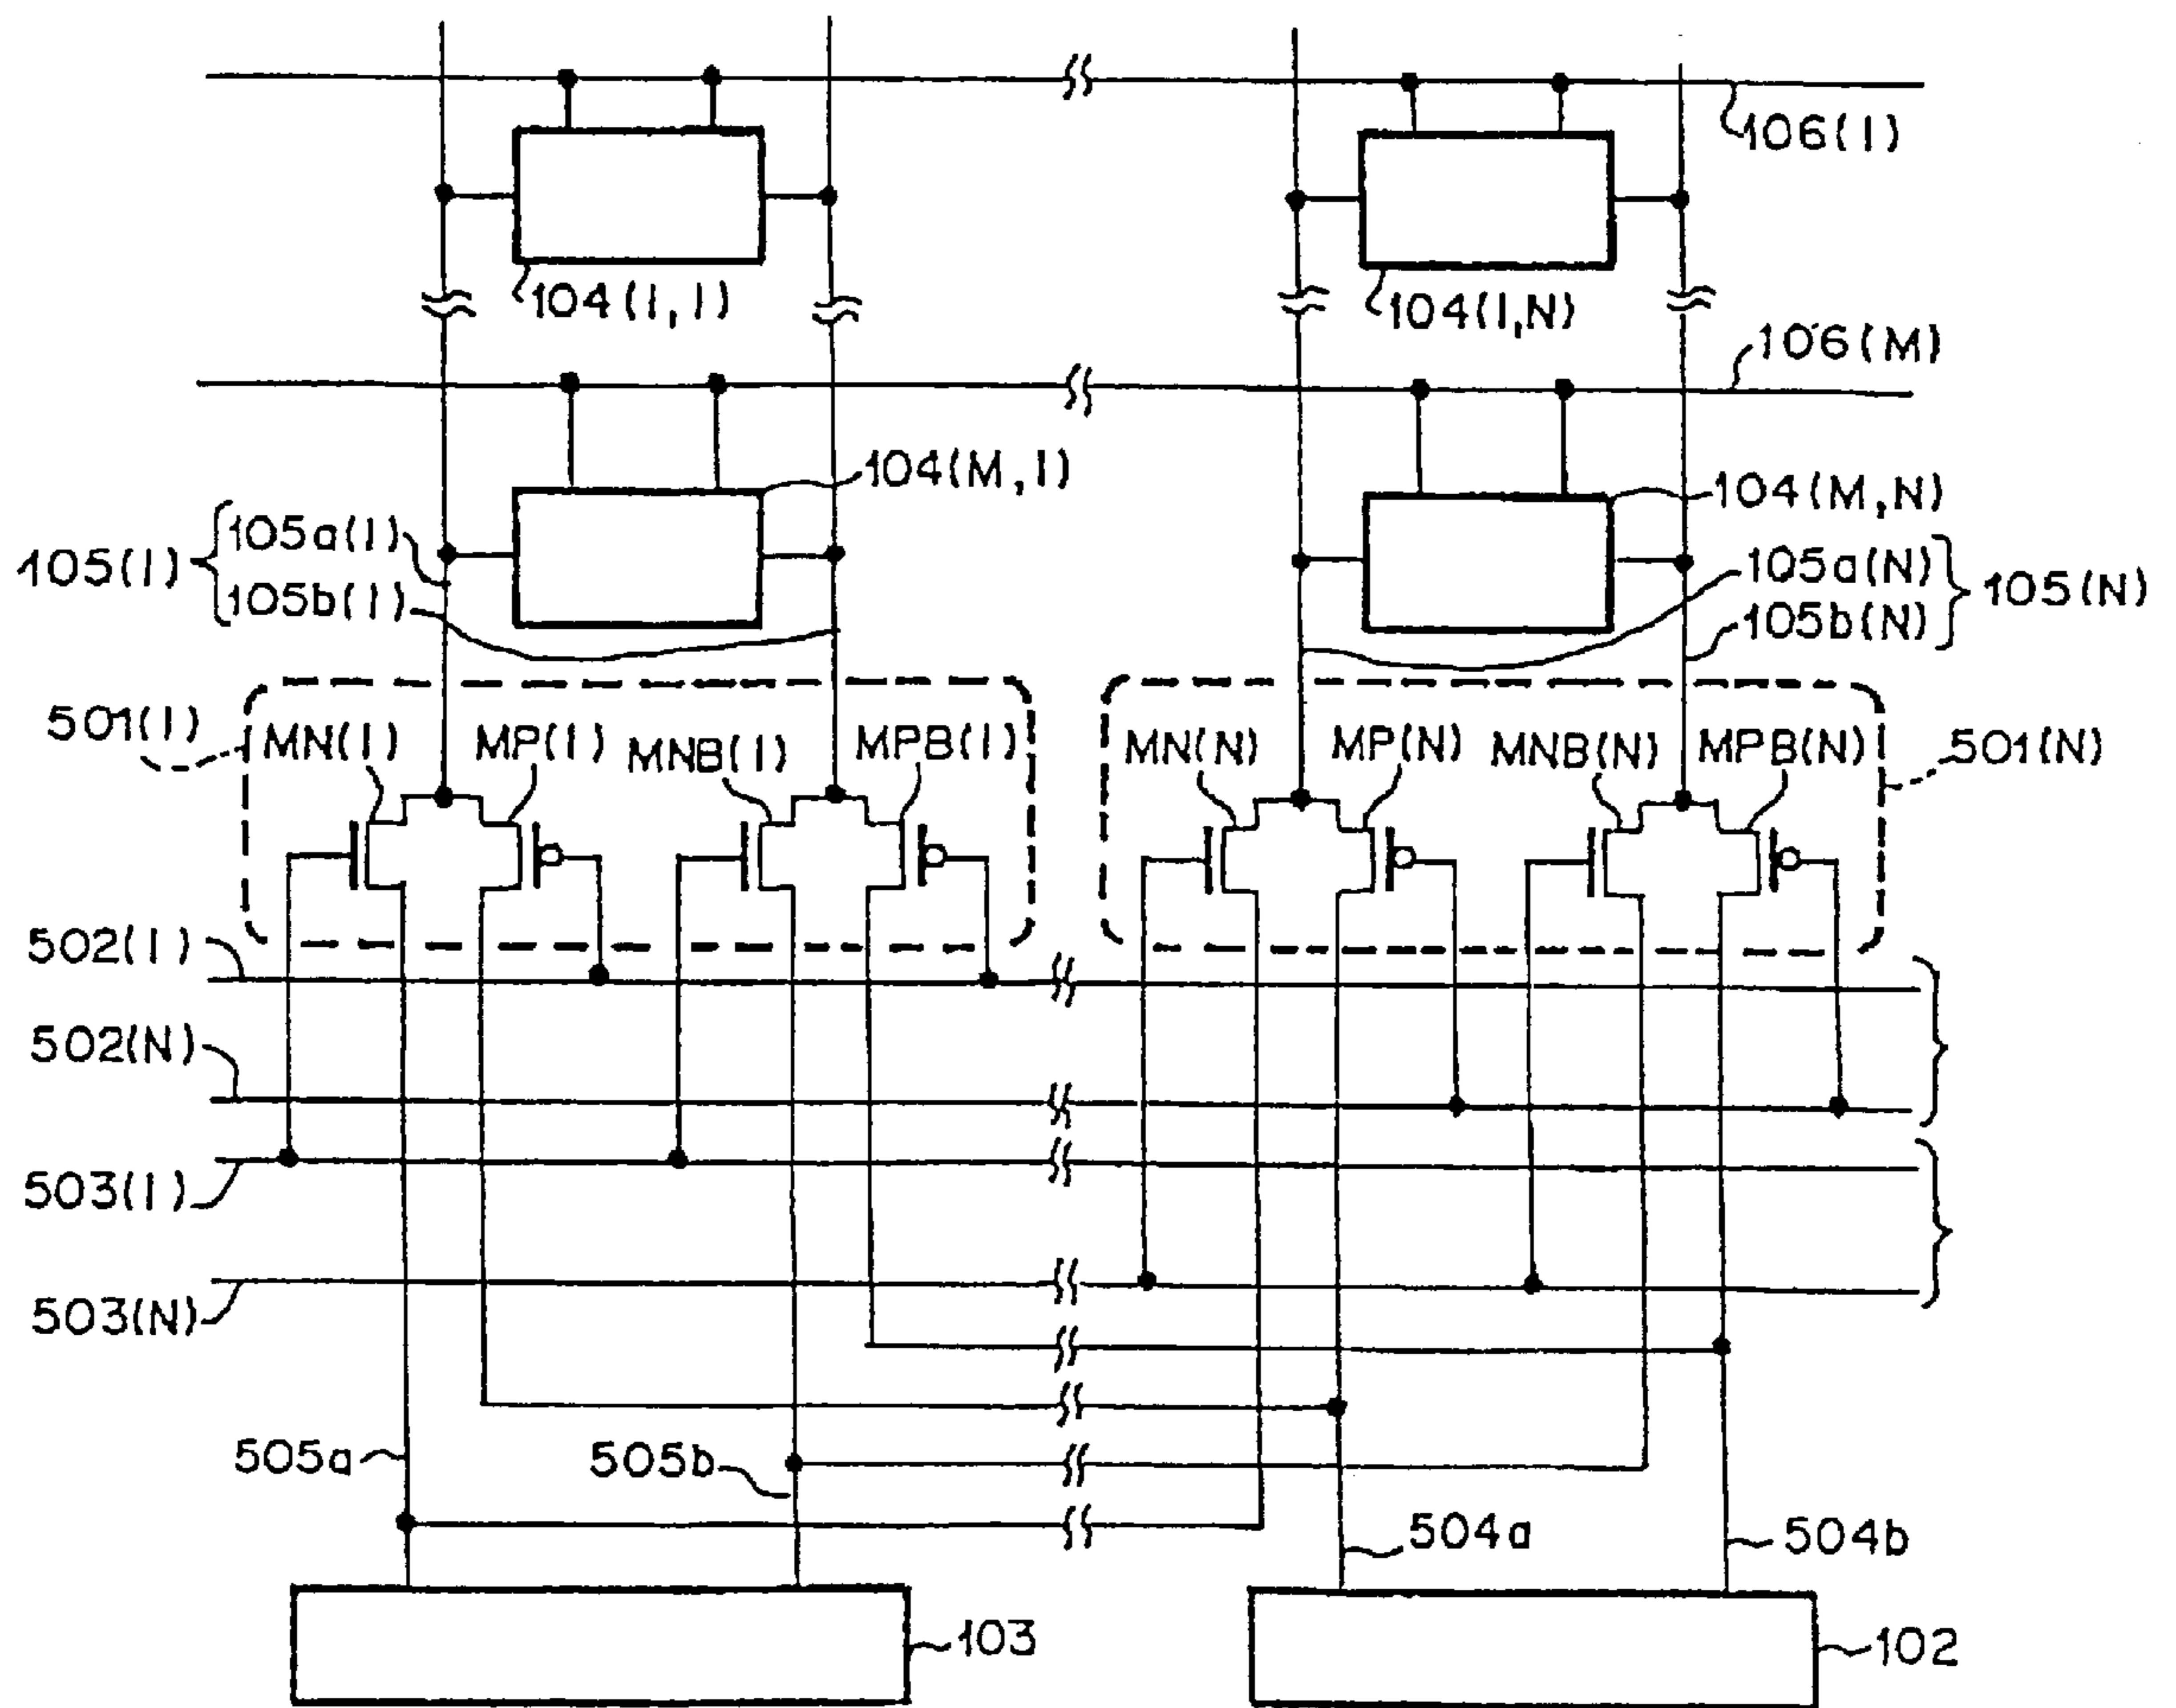 106(1)
104(1,1)
104(1,N)
106(M)
104(M,1)
104(M,N)
105(1)
105a(1)
105b(1)
105a(N)
105b(N)
105(N)
501(1)
MN(1)
MP(1)
MNB(1)
MPB(1)
MN(N)
MP(N)
MNB(N)
MPB(N)
501(N)
502(1)
502(N)
503(1)
503(N)
505a
505b
504a
504b
103
102